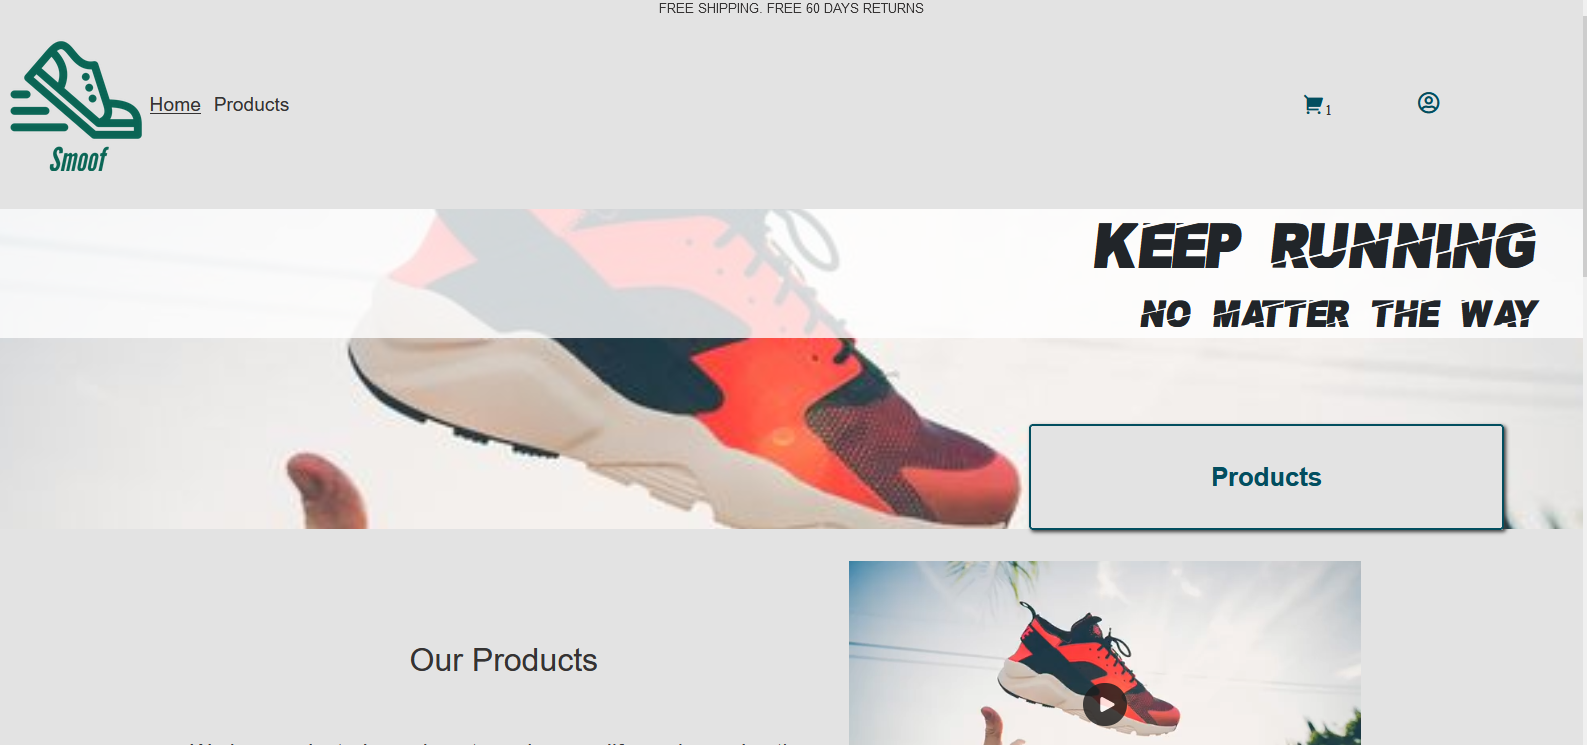 FREE SHIPPING. FREE 60 DAYS RETURNS
Smoof
Home Products
1
KEEP RUNNING
NO MATTER THE WAY
Products
Our Products